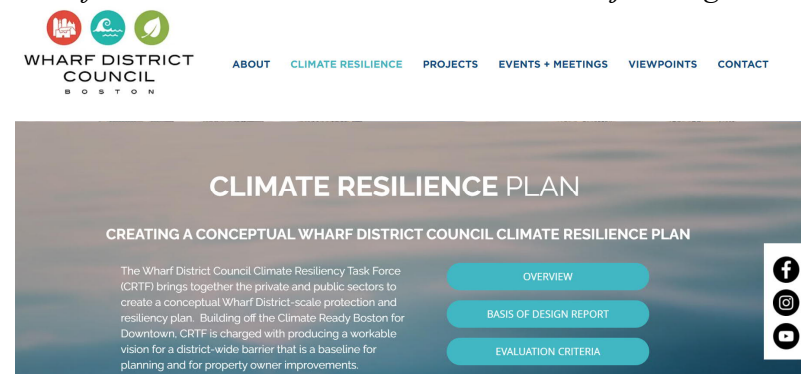 WHARF DISTRICT
COUNCIL
BOSTON
ABOUT CLIMATE RESILIENCE PROJECTS EVENTS + MEETINGS VIEWPOINTS CONTACT
CLIMATE RESILIENCE PLAN
CREATING A CONCEPTUAL WHARF DISTRICT COUNCIL CLIMATE RESILIENCE PLAN
The Wharf District Council Climate Resiliency Task Force
(CRTF) brings together the private and public sectors to
create a conceptual Wharf District-scale protection and
resiliency plan. Building off the Climate Ready Boston for
Downtown, CRTF is charged with producing a workable
vision for a district-wide barrier that is a baseline for
planning and for property owner improvements.
OVERVIEW
BASIS OF DESIGN REPORT
EVALUATION CRITERIA